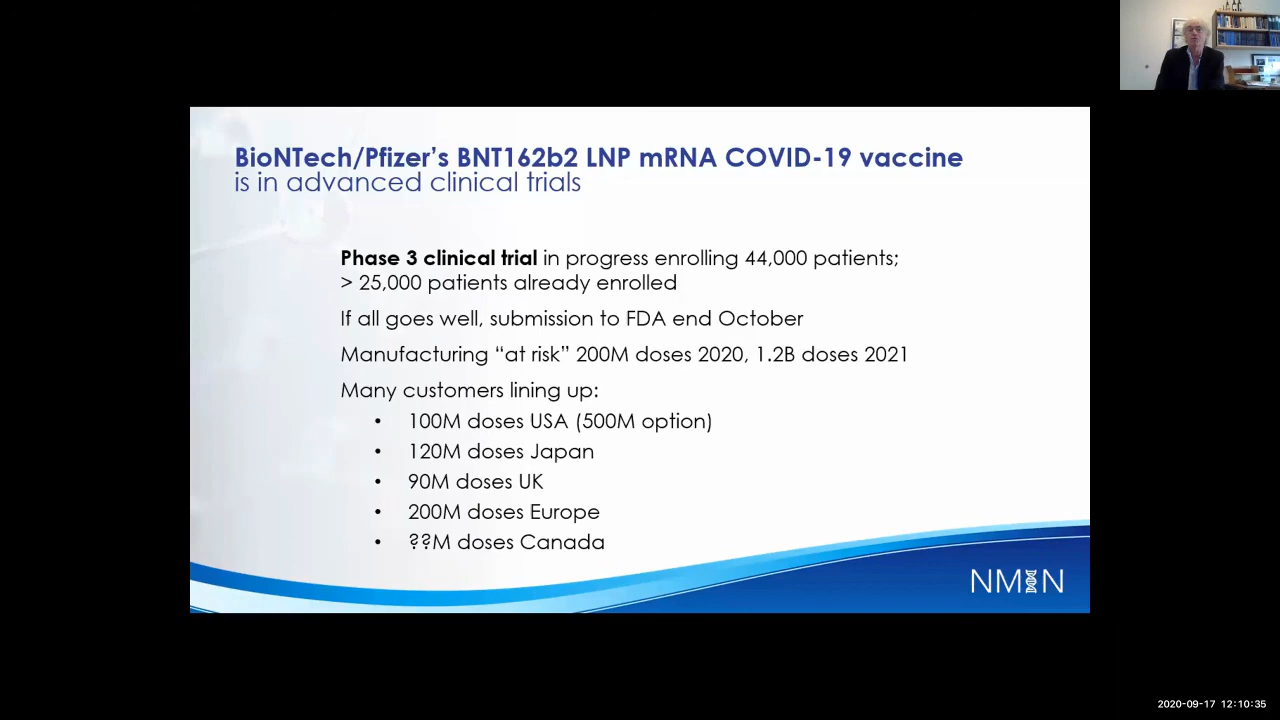 BioNTech/Pfizer’s BNT162b2 LNP mRNA COVID-19 vaccine
is in advanced clinical trials
Phase 3 clinical trial in progress enrolling 44,000 patients;
> 25,000 patients already enrolled
If all goes well, submission to FDA end October
Manufacturing “at risk” 200M doses 2020, 1.2B doses 2021
Many customers lining up:
• 100M doses USA (500M option)
• 120M doses Japan
• 90M doses UK
• 200M doses Europe
• ??M doses Canada
NMIN
2020-09-17 12:10:35